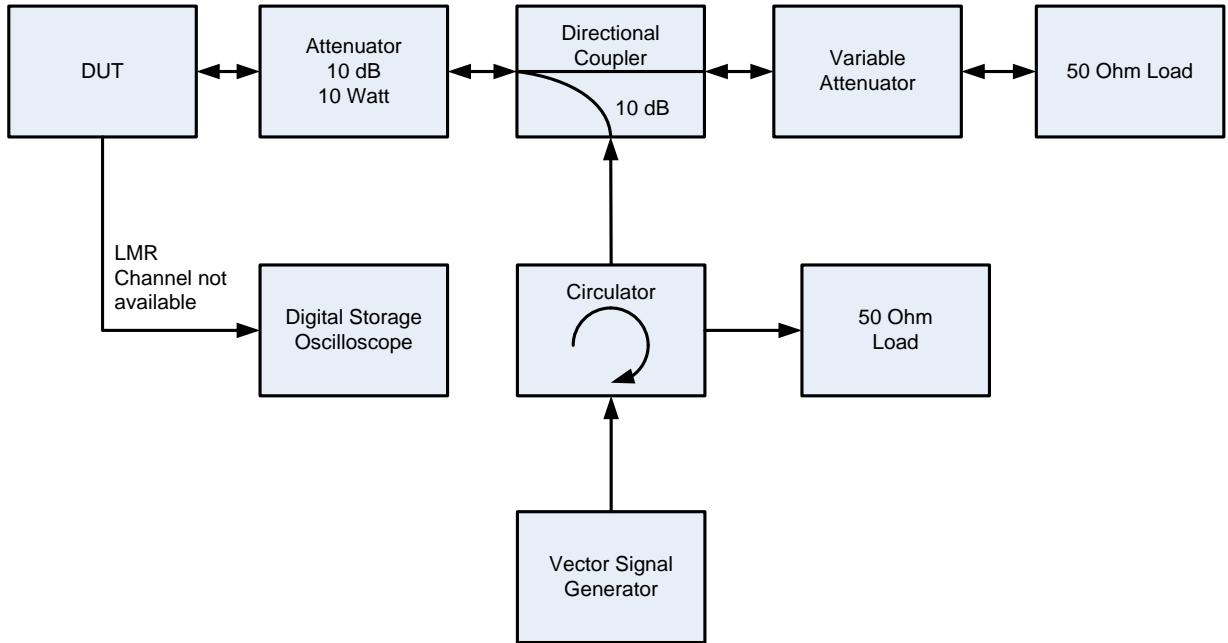 DUT
Attenuator
10 dB
10 Watt
Directional
Coupler
10 dB
Variable
Attenuator
50 Ohm Load
LMR
Channel not
available
Digital Storage
Oscilloscope
Circulator
50 Ohm
Load
Vector Signal
Generator